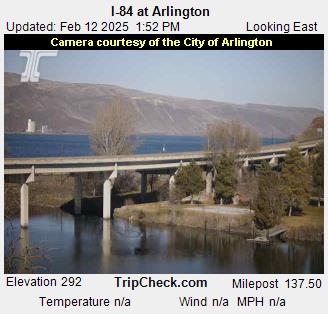 I-84 at Arlington
Updated: Feb 12 2025 1:52 PM Looking East
Camera courtesy of the City of Arlington
Elevation 292 TripCheck.com Milepost 137.50
Temperature n/a Wind n/a MPH n/a